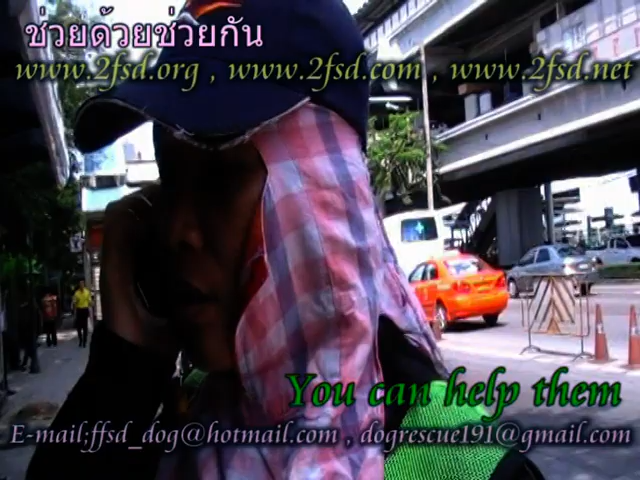 ช่วยด้วยช่วยกัน
www.2fsd.org , www.2fsd.com , www.2fsd.net
You can help them
E-mail;ffsd_dog@hotmail.com , dogrescue191@gmail.com